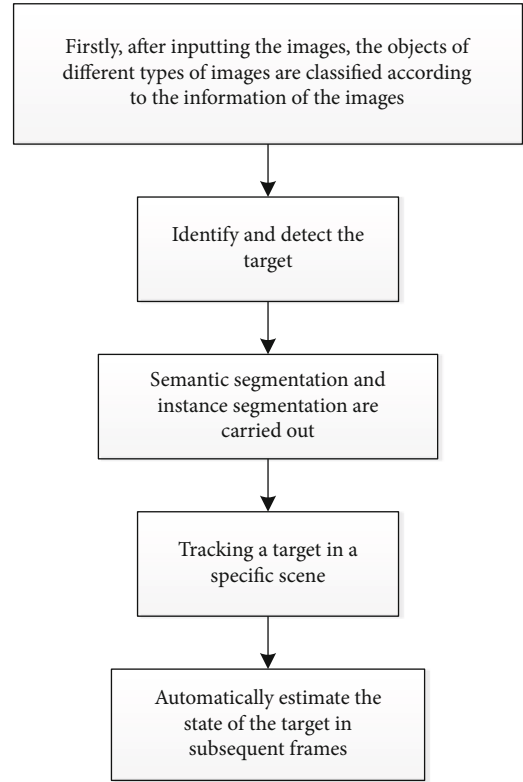 Firstly, after inputting the images, the objects of
different types of images are classified according
to the information of the images
Identify and detect the
target
Semantic segmentation and
instance segmentation are
carried out
Tracking a target in a
specific scene
Automatically estimate the
state of the target in
subsequent frames